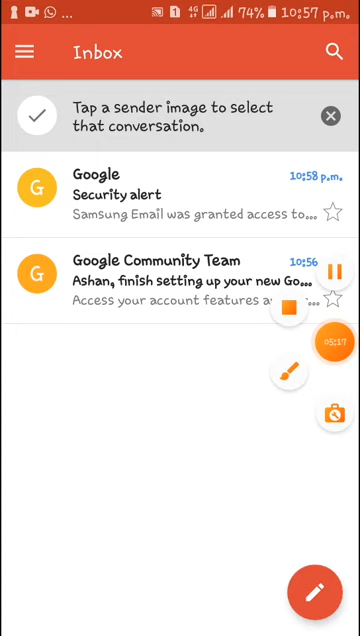 ... 4G 1 74% 10:57 p.m.
Inbox
Tap a sender image to select
that conversation.
G Google 10:58 p.m.
Security alert
Samsung Email was granted access to...
G Google Community Team 10:56
Ashan, finish setting up your new Go...
Access your account features a ...
05:17